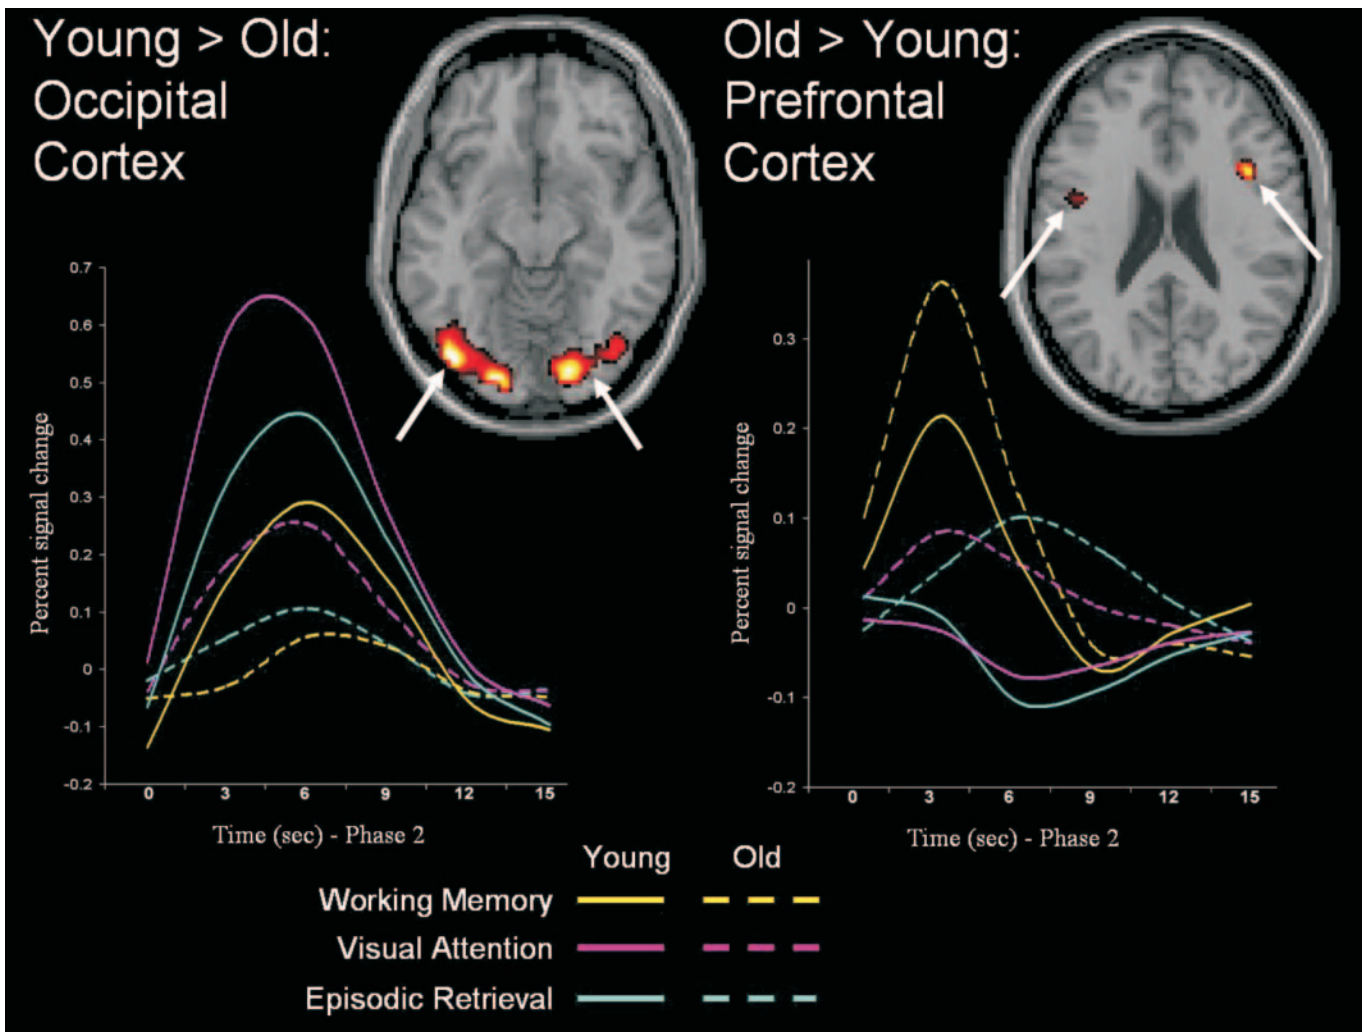 Young > Old:
Occipital
Cortex
Old > Young:
Prefrontal
Cortex
0.7
0.6
0.5
0.4
0.3
0.2
0.1
0
-0.1
-0.2
Percent signal change
0 3 6 9 12 15
Time (sec) - Phase 2
0.3
0.2
0.1
0
-0.1
-0.2
Percent signal change
0 3 6 9 12 15
Time (sec) - Phase 2
Young Old
Working Memory
Visual Attention
Episodic Retrieval